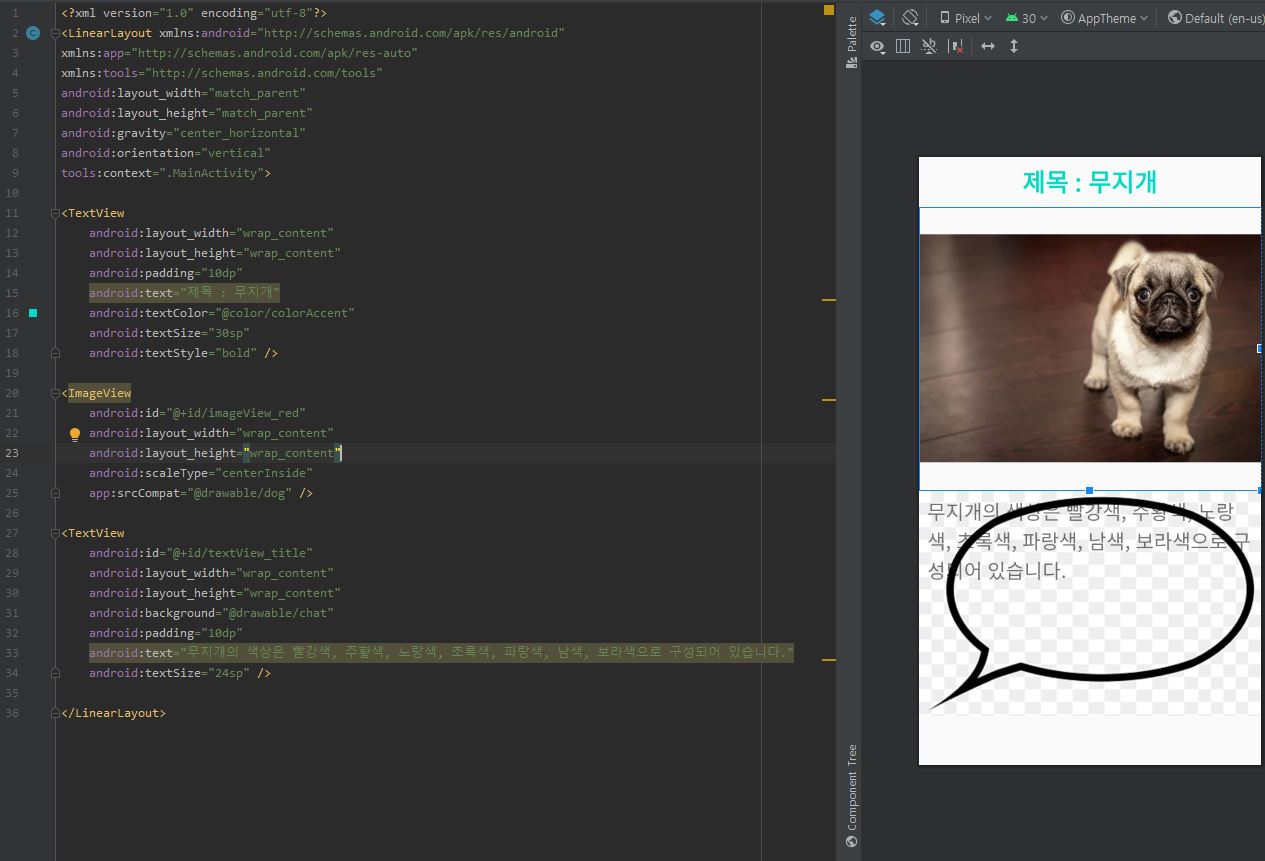 1 <?xml version="1.0" encoding="utf-8"?>
2 <LinearLayout xmlns:android="http://schemas.android.com/apk/res/android"
3 xmlns:app="http://schemas.android.com/apk/res-auto"
4 xmlns:tools="http://schemas.android.com/tools"
5 android:layout_width="match_parent"
6 android:layout_height="match_parent"
7 android:gravity="center_horizontal"
8 android:orientation="vertical"
9 tools:context=".MainActivity">
10
11 <TextView
12 android:layout_width="wrap_content"
13 android:layout_height="wrap_content"
14 android:padding="10dp"
15 android:text="제목 : 무지개"
16 android:textColor="@color/colorAccent"
17 android:textSize="30sp"
18 android:textStyle="bold" />
19
20 <ImageView
21 android:id="@+id/imageView_red"
22 android:layout_width="wrap_content"
23 android:layout_height="wrap_content"
24 android:scaleType="centerInside"
25 app:srcCompat="@drawable/dog" />
26
27 <TextView
28 android:id="@+id/textView_title"
29 android:layout_width="wrap_content"
30 android:layout_height="wrap_content"
31 android:background="@drawable/chat"
32 android:padding="10dp"
33 android:text="무지개의 색상은 빨강색, 주황색, 노랑색, 초록색, 파랑색, 남색, 보라색으로 구성되어 있습니다."
34 android:textSize="24sp" />
35
36 </LinearLayout>
Palette
Component Tree
Pixel 30 AppTheme Default (en-us)
제목 : 무지개
무지개의 색상은 빨강색, 주황색, 노랑
색, 초록색, 파랑색, 남색, 보라색으로 구
성되어 있습니다.